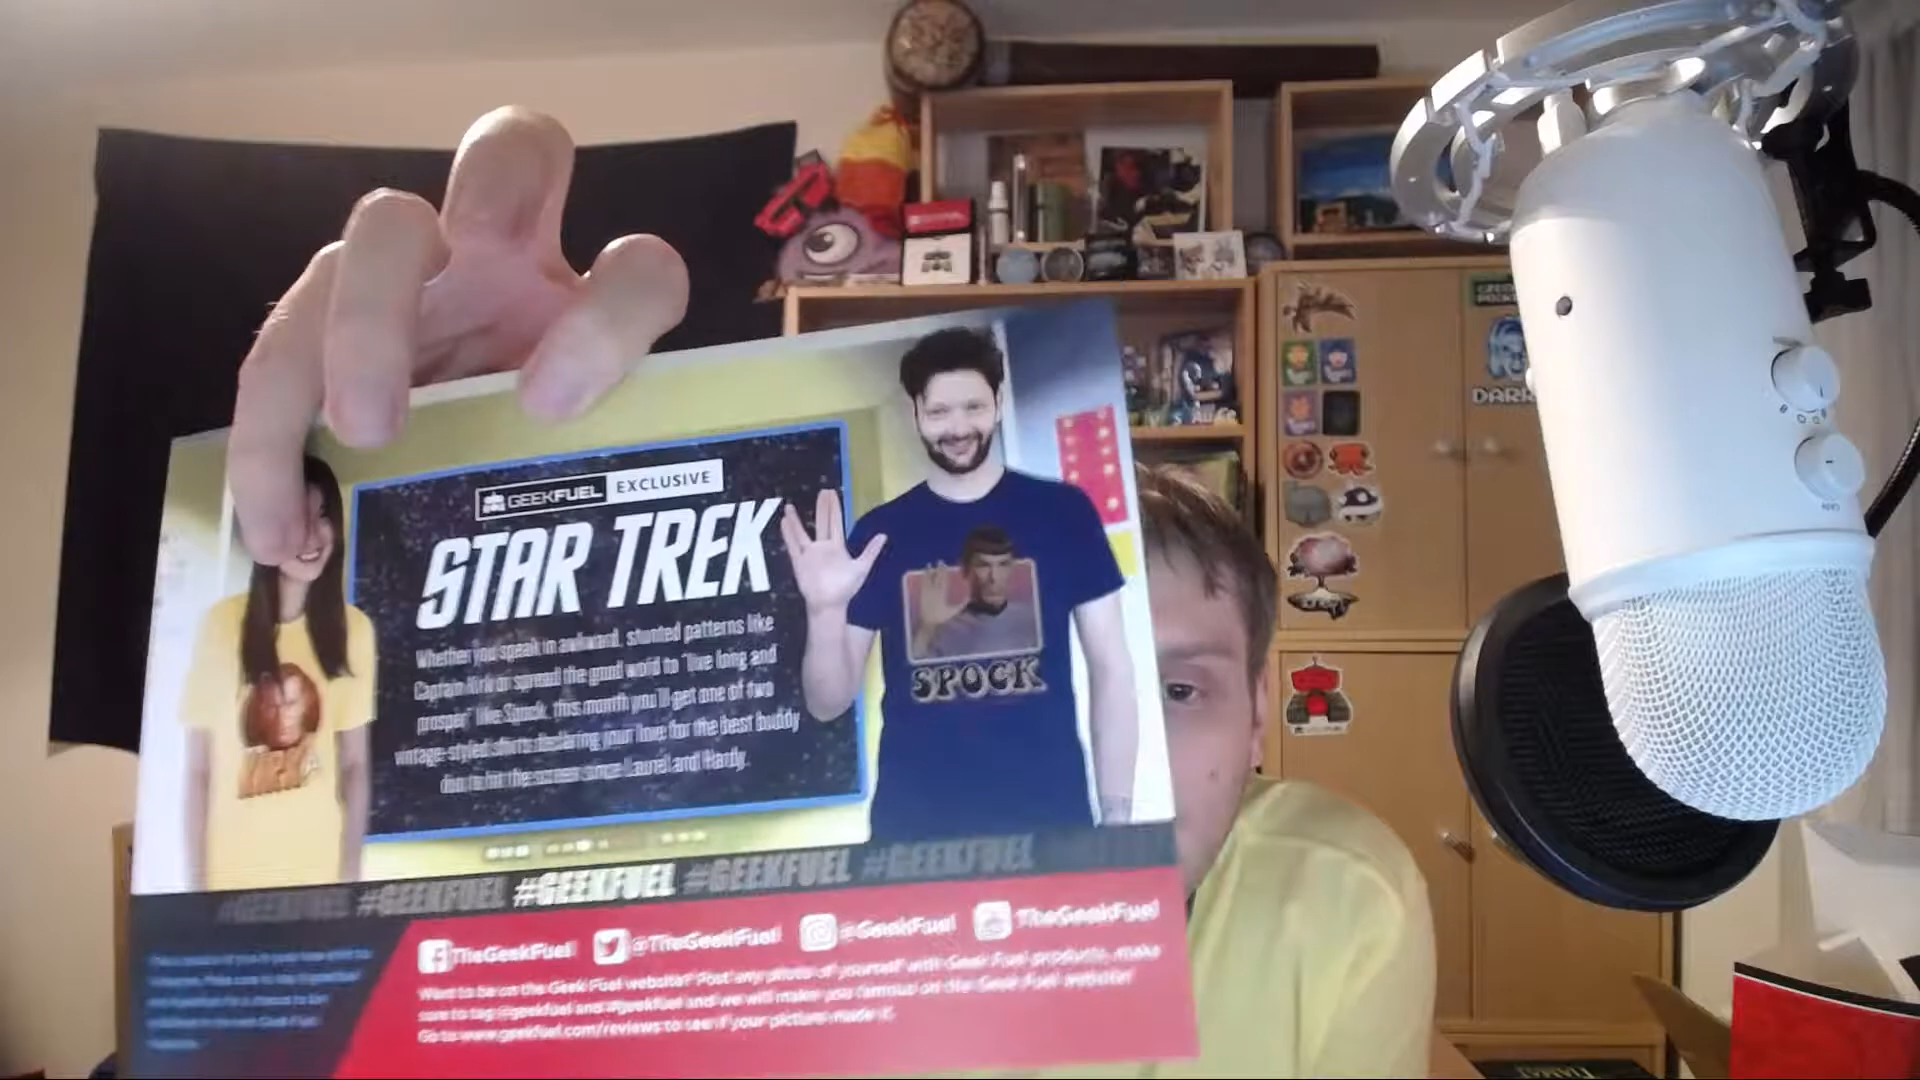 GEEKFUEL EXCLUSIVE
STAR TREK
Whether you speak in awkward, stunted patterns like
Captain Kirk or spread the good word to "live long and
prosper" like Spock, this month you'll get one of two
vintage-styled shirts declaring your love for the best buddy
duo to hit the screen since Laurel and Hardy.
SPOCK
#GEEKFUEL #GEEKFUEL #GEEKFUEL #GEEKFUEL #GEEKFUEL
TheGeekFuel @TheGeekFuel @GeekFuel TheGeekFuel
Want to be on the Geek Fuel website? Post any photo of yourself with Geek Fuel products, make
sure to tag @geekfuel and #geekfuel and we will make you famous on the Geek Fuel website!
Go to www.geekfuel.com/reviews to see if your picture made it.
DARK